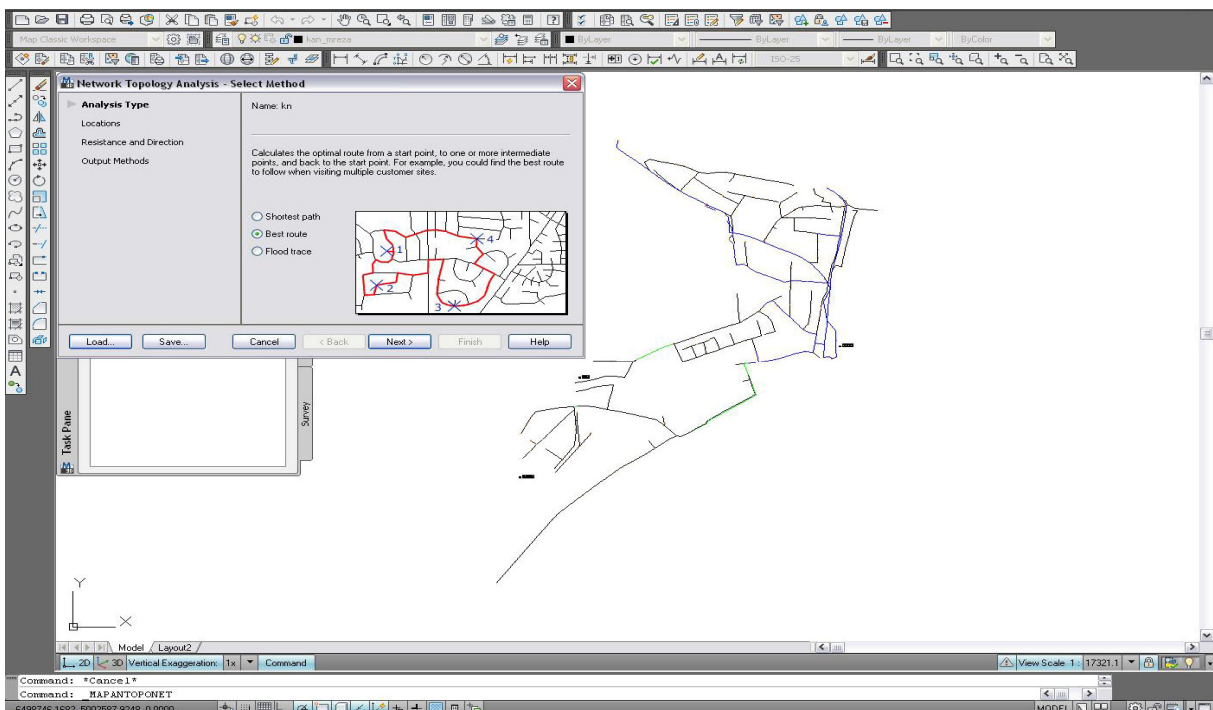 Map Classic Workspace
kan_mreza
ByLayer
ByLayer
ByLayer
ByColor
ISO-25
Network Topology Analysis - Select Method
Analysis Type
Locations
Resistance and Direction
Output Methods
Name: kn
Calculates the optimal route from a start point, to one or more intermediate
points, and back to the start point. For example, you could find the best route
to follow when visiting multiple customer sites.
Shortest path
Best route
Flood trace
1
2
3
4
Load...
Save...
Cancel
< Back
Next >
Finish
Help
Task Pane
Survey
A
Y
X
Model
Layout2
2D
3D
Vertical Exaggeration:
1x
Command
View Scale 1 :
17321.1
Command: *Cancel*
Command: _MAPANTOPONET
MODEL